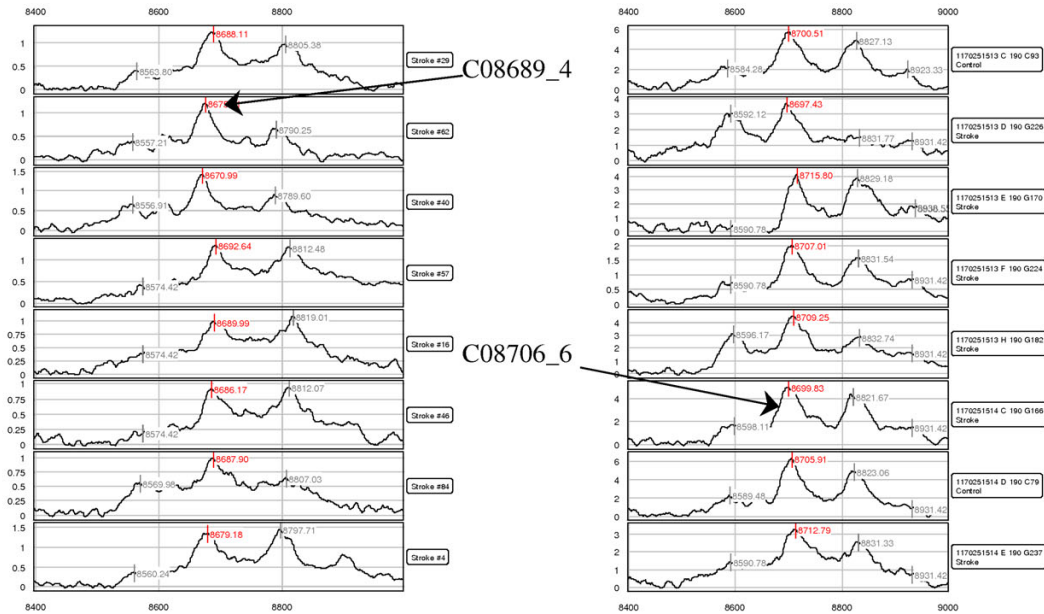 8400 8600 8800
8400 8600 8800 9000
1 0.5 0
8688.11 8563.80 8805.38
Stroke #29
C08689_4
1 0.5 0
8557.21 8790.25
Stroke #62
1.5 1 0.5 0
8670.99 8556.91 8789.60
Stroke #40
1 0.5 0
8692.64 8574.42 8812.48
Stroke #57
1 0.75 0.5 0.25 0
8689.99 8574.42 8819.01
Stroke #16
1 0.5 0
8686.17 8574.42 8812.07
Stroke #46
1 0.75 0.5 0.25 0
8687.90 8569.98 8807.03
Stroke #84
1.5 1 0.5 0
8679.18 8560.24 8797.71
Stroke #4
8400 8600 8800
C08706_6
6 4 2 0
8700.51 8584.28 8827.13 8923.33
1170251513 C 190 C93
Control
4 3 2 1 0
8697.43 8592.12 8831.77 8931.42
1170251513 D 190 G226
Stroke
4 2 0
8715.80 8590.78 8829.18
1170251513 E 190 G170
Stroke
2 1.5 1 0.5 0
8707.01 8590.78 8831.54 8931.42
1170251513 F 190 G224
Stroke
4 2 0
8709.25 8596.17 8832.74 8931.42
1170251513 H 190 G182
Stroke
4 2 0
8699.83 8598.11 8821.67 8931.42
1170251514 C 190 G166
Stroke
6 4 2 0
8705.91 8589.48 8823.06 8931.42
1170251514 D 190 C79
Control
3 2 1 0
8712.79 8590.78 8831.33 8931.42
1170251514 E 190 G237
Stroke
8400 8600 8800 9000